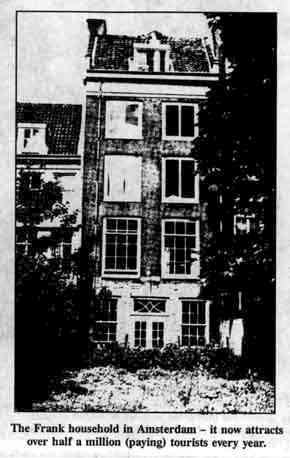 The Frank household in Amsterdam – it now attracts
over half a million (paying) tourists every year.